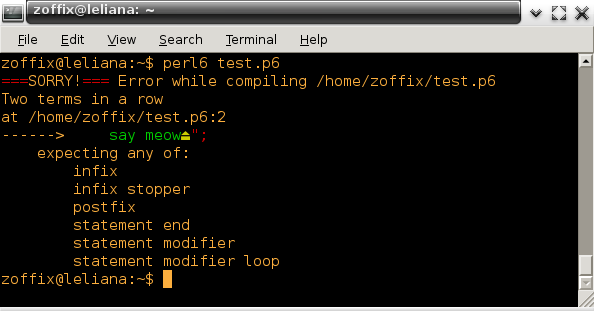 zoffix@leliana: ~
File Edit View Search Terminal Help
zoffix@leliana:~$ perl6 test.p6
===SORRY!=== Error while compiling /home/zoffix/test.p6
Two terms in a row
at /home/zoffix/test.p6:2
------>     say meow⏏";
    expecting any of:
        infix
        infix stopper
        postfix
        statement end
        statement modifier
        statement modifier loop
zoffix@leliana:~$